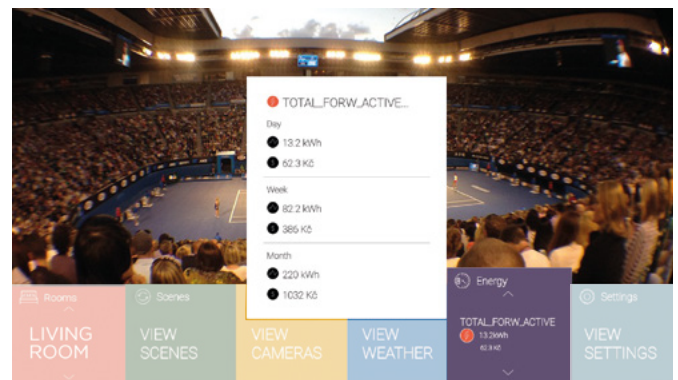 TOTAL_FORW_ACTIVE...
Day
13.2 kWh
62.3 Kč
Week
82.2 kWh
386 Kč
Month
220 kWh
1032 Kč
Rooms
LIVING
ROOM
Scenes
VIEW
SCENES
VIEW
CAMERAS
VIEW
WEATHER
Energy
TOTAL_FORW_ACTIVE
13.2kWh
62.3 Kč
Settings
VIEW
SETTINGS